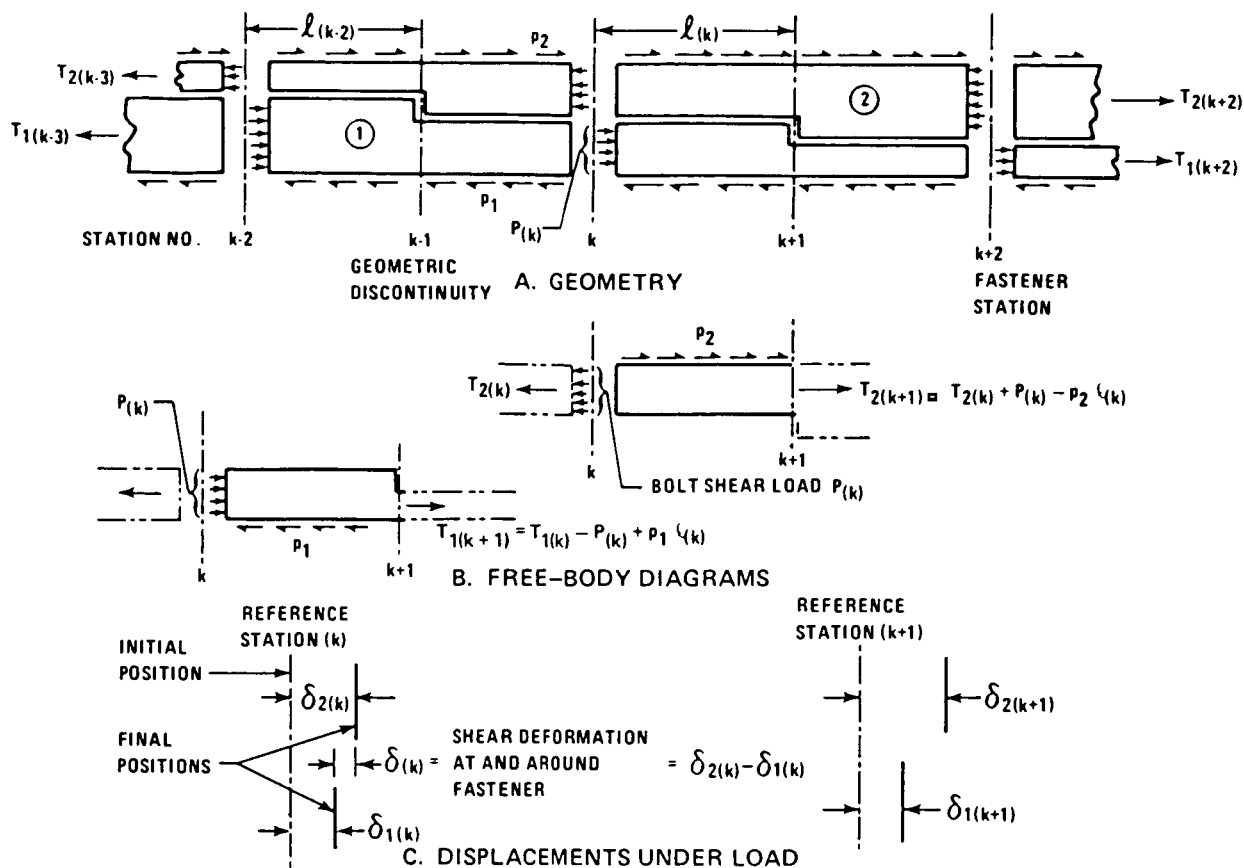 ℓ(k-2)
p2
ℓ(k)
T2(k-3)
T1(k-3)
1
2
T2(k+2)
T1(k+2)
p1
P(k)
STATION NO. k-2 k-1 k k+1 k+2
GEOMETRIC DISCONTINUITY
A. GEOMETRY
FASTENER STATION
p2
T2(k)
T2(k+1) = T2(k) + P(k) - p2 ℓ(k)
k
k+1
BOLT SHEAR LOAD P(k)
P(k)
p1
T1(k+1) = T1(k) - P(k) + p1 ℓ(k)
k
k+1
B. FREE-BODY DIAGRAMS
REFERENCE STATION (k)
REFERENCE STATION (k+1)
INITIAL POSITION
δ2(k)
δ2(k+1)
FINAL POSITIONS
δ(k) = SHEAR DEFORMATION AT AND AROUND FASTENER = δ2(k)-δ1(k)
δ1(k)
δ1(k+1)
C. DISPLACEMENTS UNDER LOAD